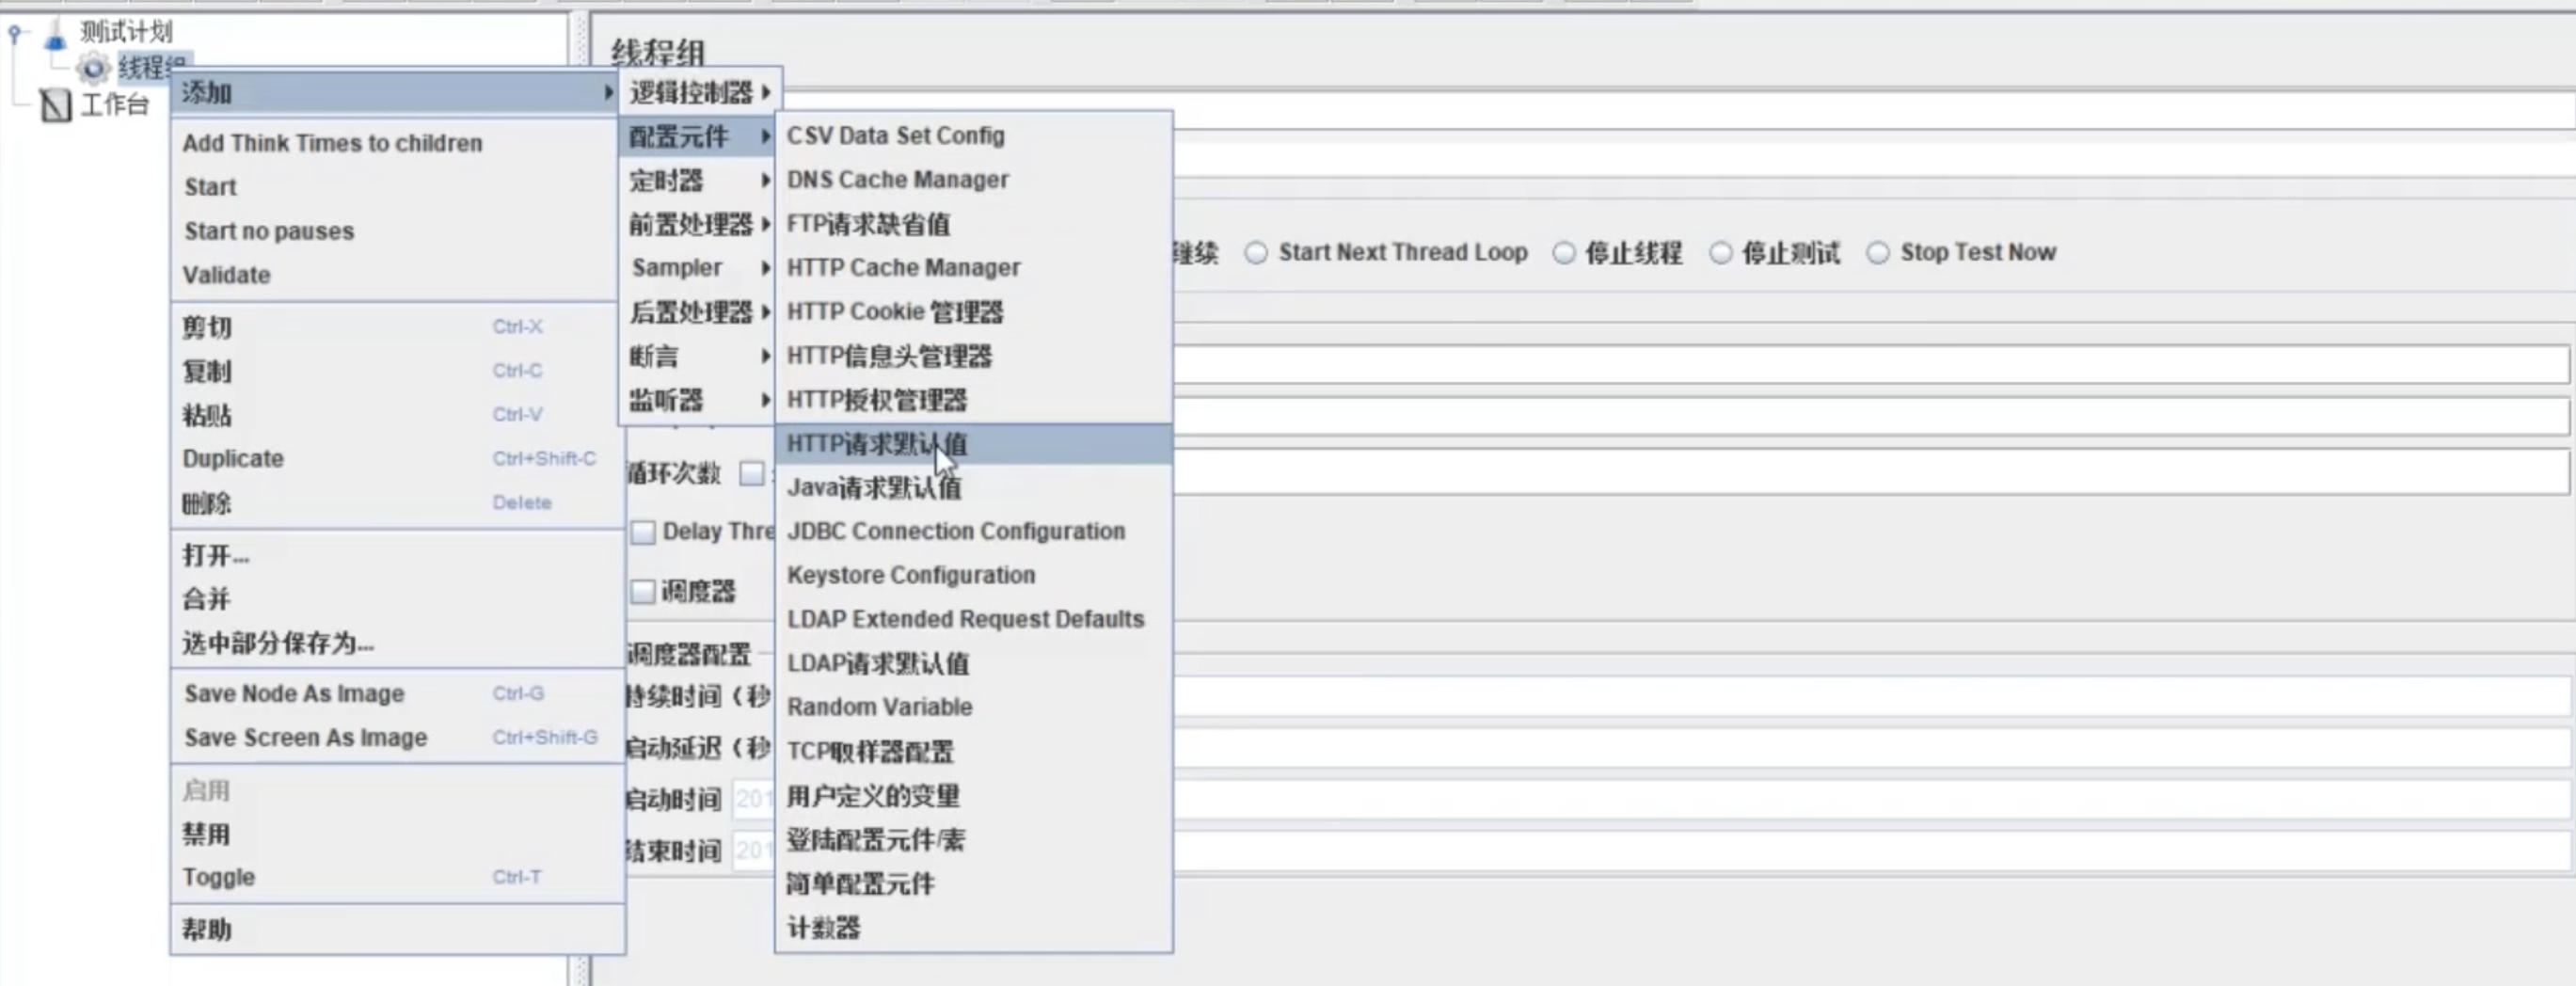 测试计划
线程组
工作台
线程组
添加
Add Think Times to children
Start
Start no pauses
Validate
剪切 Ctrl-X
复制 Ctrl-C
粘贴 Ctrl-V
Duplicate Ctrl+Shift-C
删除 Delete
打开...
合并
选中部分保存为...
Save Node As Image Ctrl-G
Save Screen As Image Ctrl+Shift-G
启用
禁用
Toggle Ctrl-T
帮助
逻辑控制器
配置元件
定时器
前置处理器
Sampler
后置处理器
断言
监听器
CSV Data Set Config
DNS Cache Manager
FTP请求缺省值
HTTP Cache Manager
HTTP Cookie 管理器
HTTP信息头管理器
HTTP授权管理器
HTTP请求默认值
Java请求默认值
JDBC Connection Configuration
Keystore Configuration
LDAP Extended Request Defaults
LDAP请求默认值
Random Variable
TCP取样器配置
用户定义的变量
登陆配置元件/素
简单配置元件
计数器
继续 Start Next Thread Loop 停止线程 停止测试 Stop Test Now
循环次数
Delay Thre
调度器
调度器配置
持续时间（秒
启动延迟（秒
启动时间 201
结束时间 201